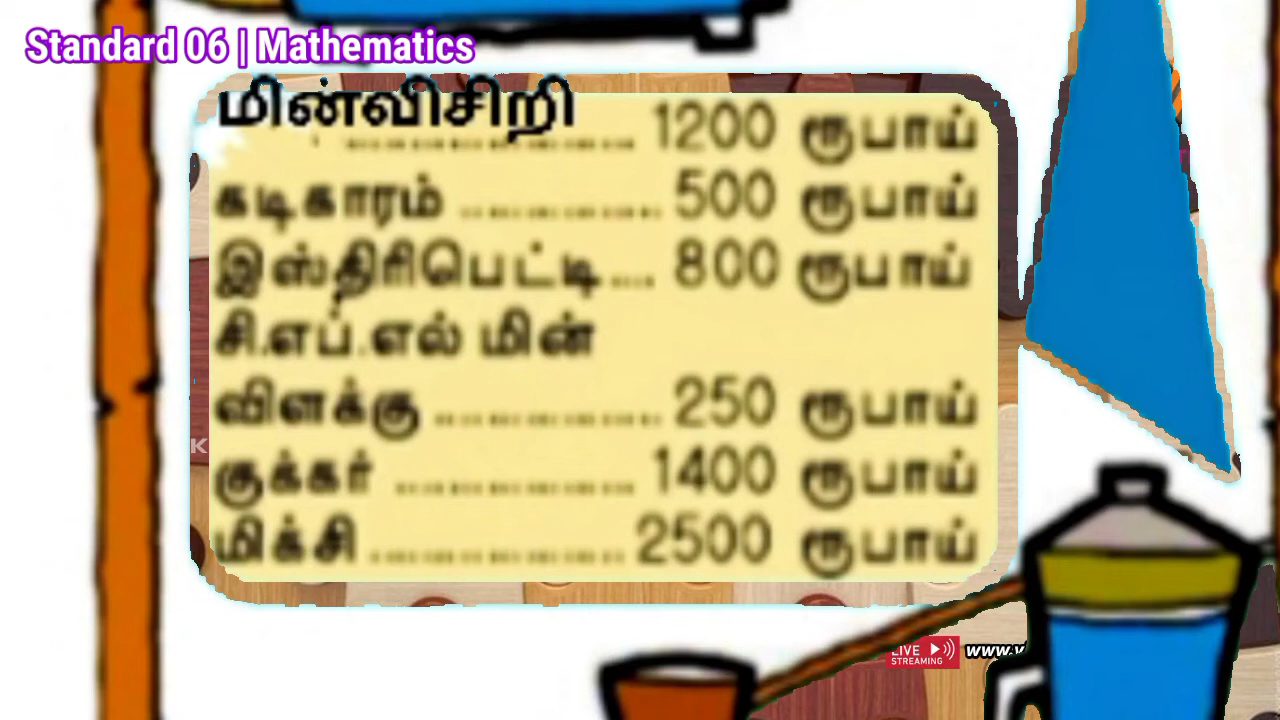 Standard 06 | Mathematics
மின்விசிறி .................... 1200 ரூபாய்
கடிகாரம் .................. 500 ரூபாய்
இஸ்திரிபெட்டி .... 800 ரூபாய்
சி.எப்.எல் மின்
விளக்கு .................... 250 ரூபாய்
குக்கர் .................... 1400 ரூபாய்
மிக்சி ..................... 2500 ரூபாய்
K
LIVE
STREAMING